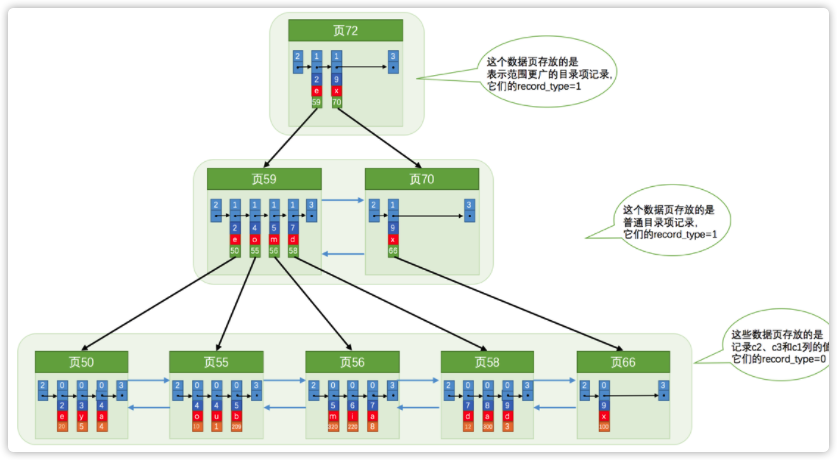 页72
2 1 1 3
2 9
e x
59 70
这个数据页存放的是
表示范围更广的目录项记录,
它们的record_type=1
页59
页70
2 1 1 1 1 3
2 1 3
2 4 5 7
9
e o m d
x
50 55 56 58
66
这个数据页存放的是
普通目录项记录,
它们的record_type=1
页50
页55
页56
页58
页66
2 0 0 0 3
2 0 0 0 3
2 0 0 0 3
2 0 0 0 3
2 0 3
2 3 4
4 4 5
5 6 7
7 8 9
9
e y a
o u b
m i a
d a d
x
20 5 4
10 1 209
220 220 8
12 308 3
100
这些数据页存放的是
记录c2、c3和c1列的值
它们的record_type=0